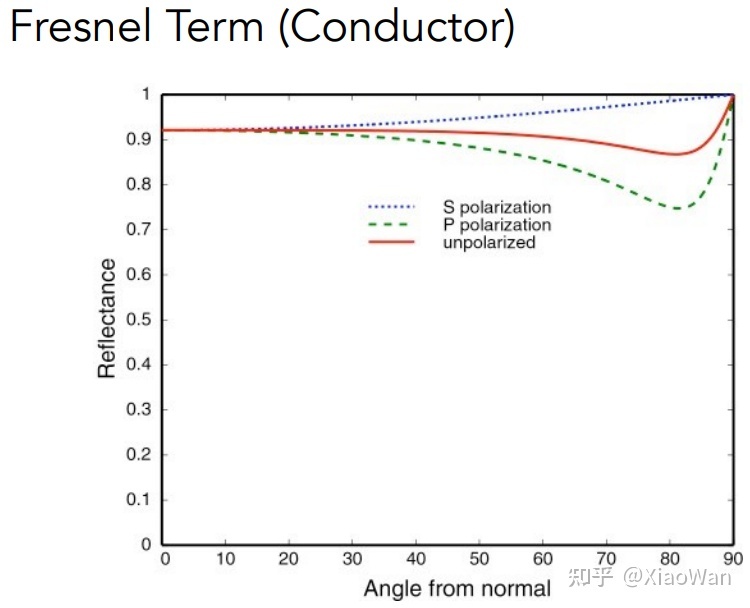 Fresnel Term (Conductor)
1
0.9
0.8
0.7
0.6
0.5
0.4
0.3
0.2
0.1
0
Reflectance
S polarization
P polarization
unpolarized
0 10 20 30 40 50 60 70 80 90
Angle from normal
知乎 @XiaoWan